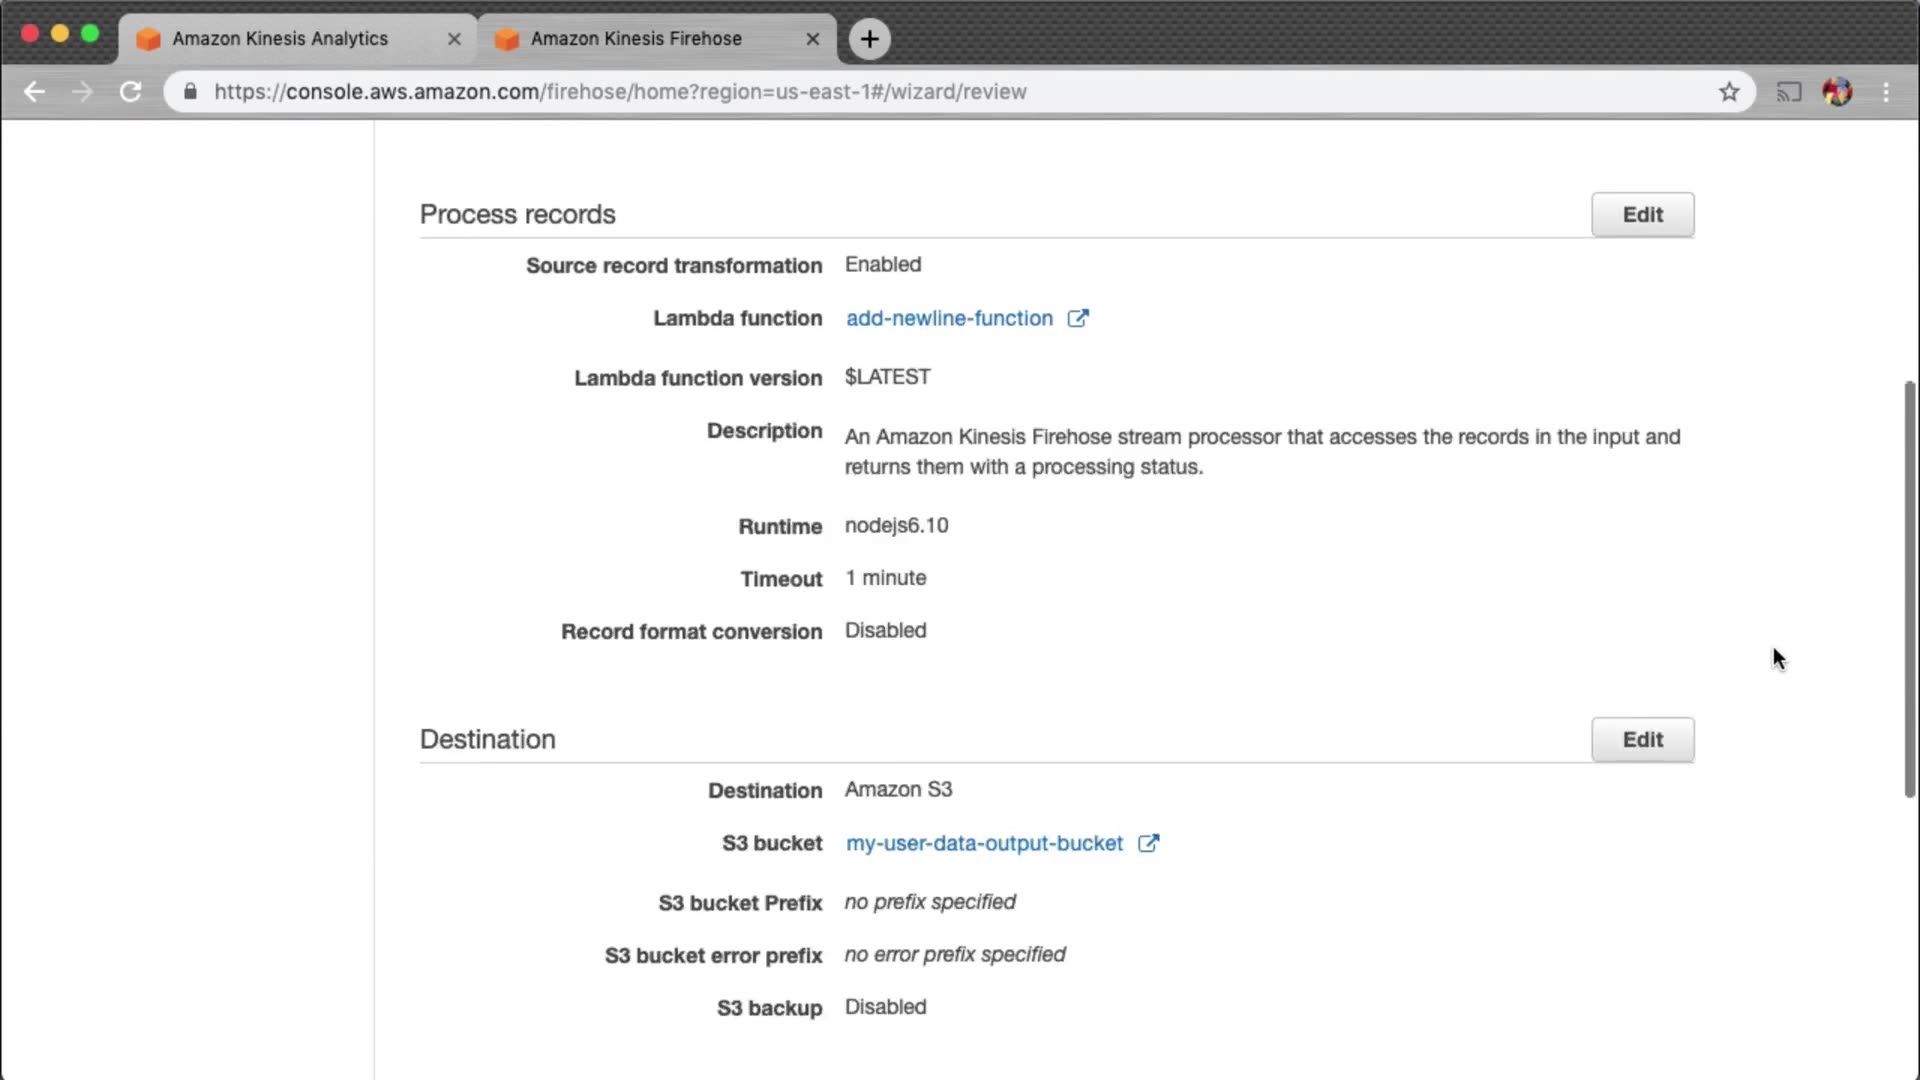 Amazon Kinesis Analytics
Amazon Kinesis Firehose
https://console.aws.amazon.com/firehose/home?region=us-east-1#/wizard/review
Process records
Edit
Source record transformation Enabled
Lambda function add-newline-function
Lambda function version $LATEST
Description An Amazon Kinesis Firehose stream processor that accesses the records in the input and
returns them with a processing status.
Runtime nodejs6.10
Timeout 1 minute
Record format conversion Disabled
Destination
Edit
Destination Amazon S3
S3 bucket my-user-data-output-bucket
S3 bucket Prefix no prefix specified
S3 bucket error prefix no error prefix specified
S3 backup Disabled